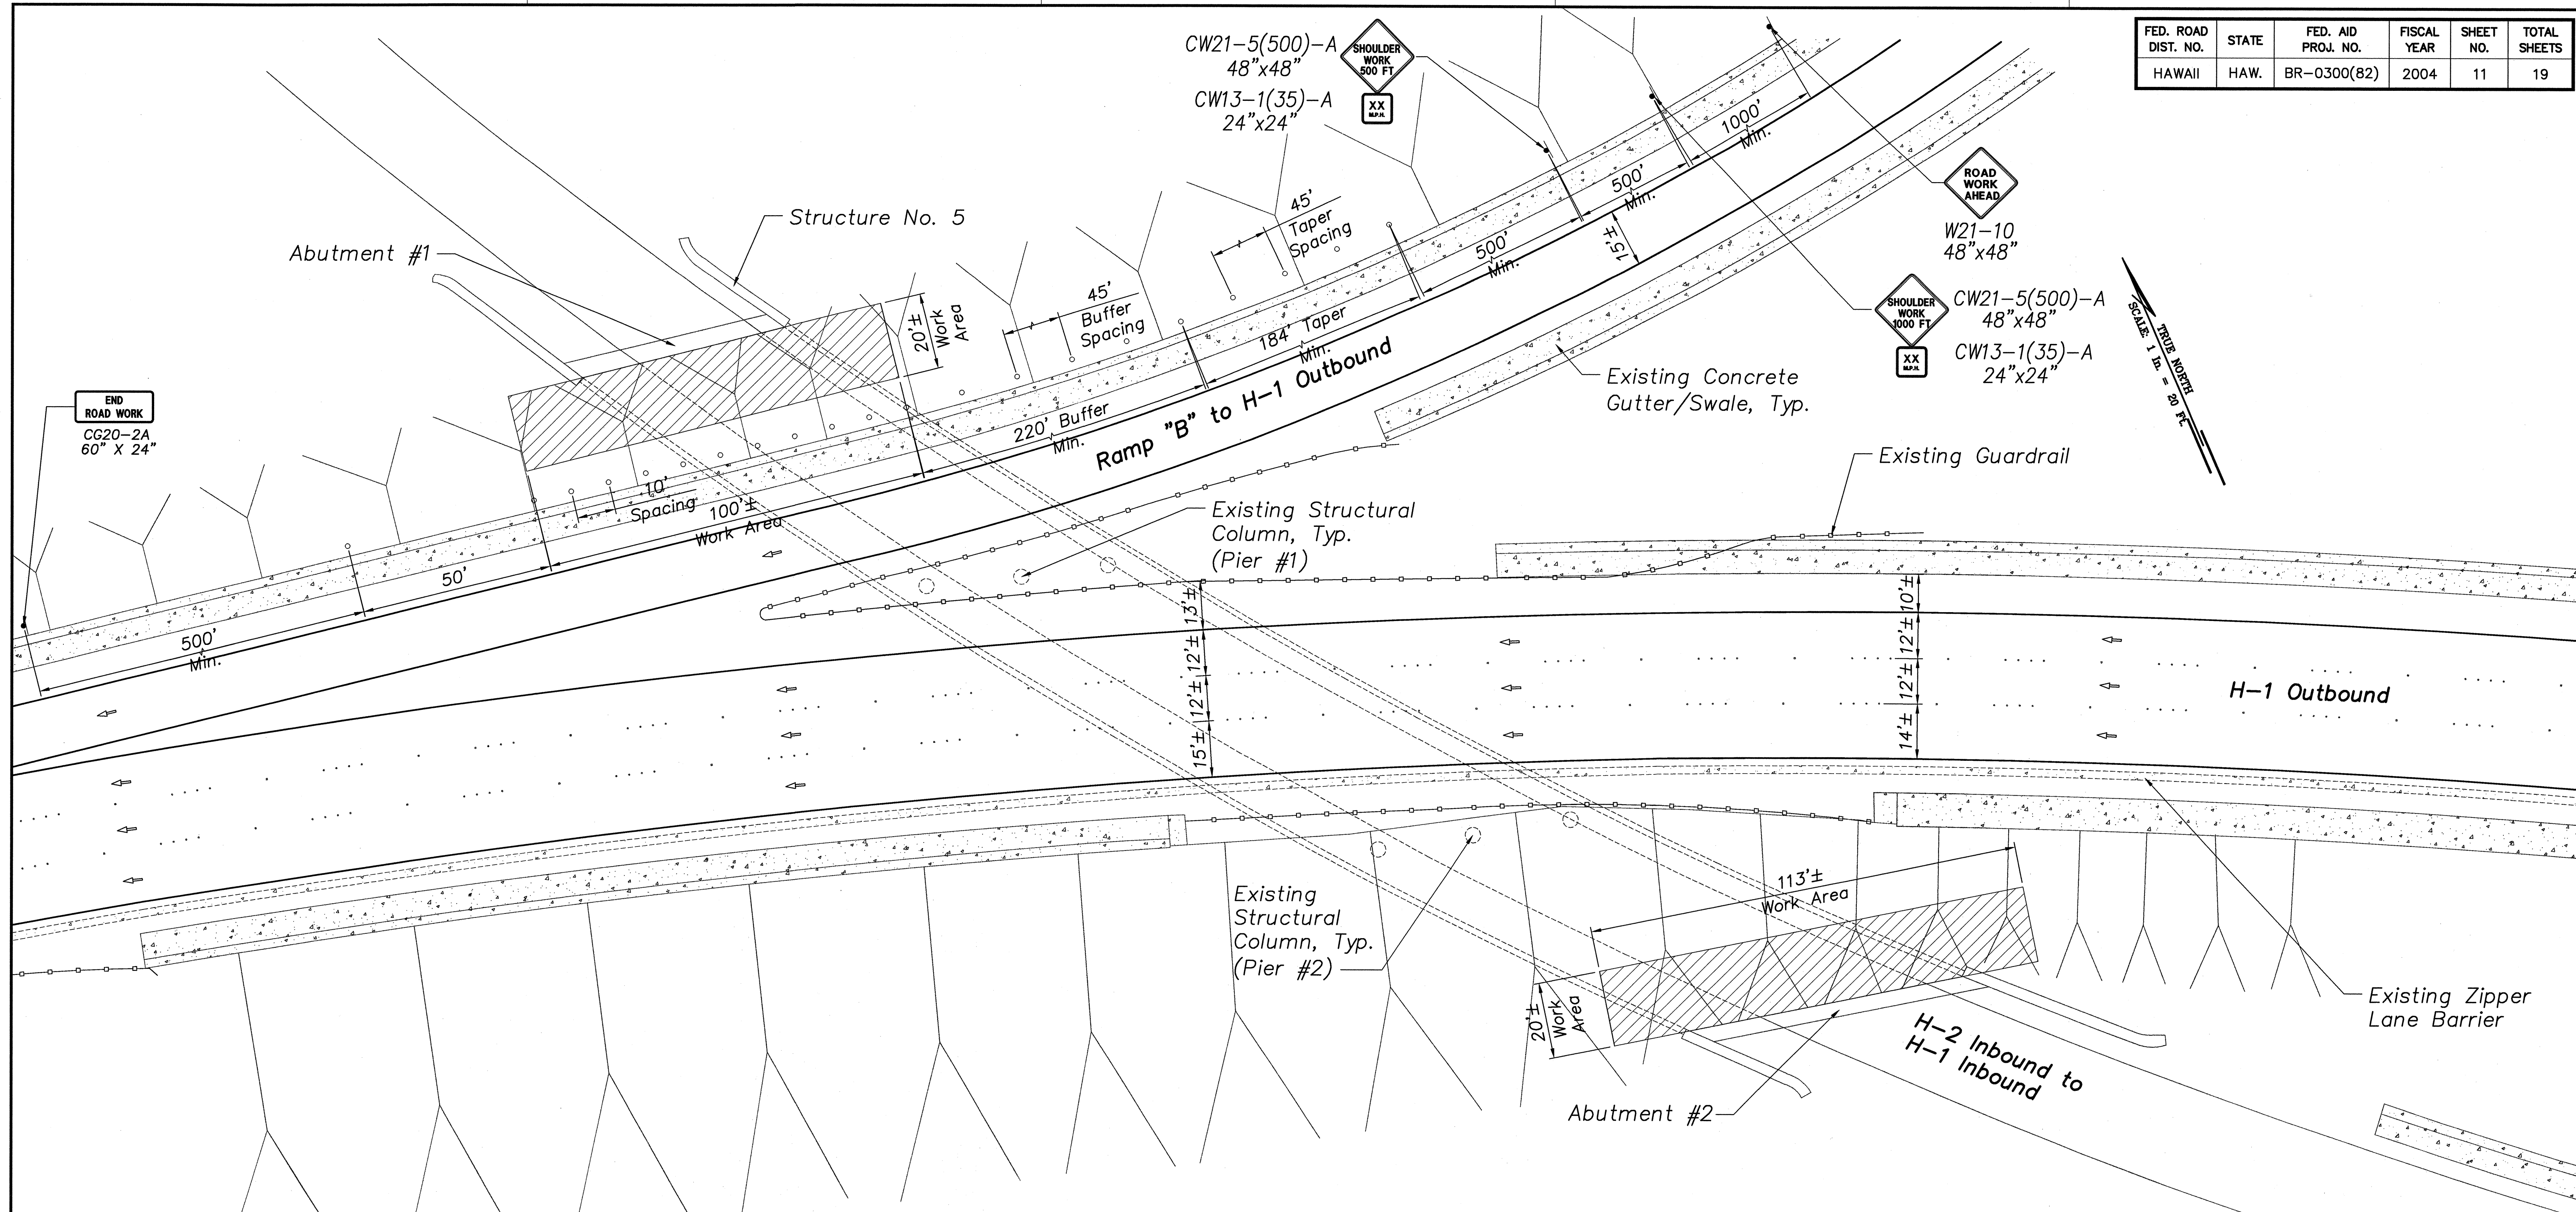 FED. ROAD DIST. NO.
STATE
FED. AID PROJ. NO.
FISCAL YEAR
SHEET NO.
TOTAL SHEETS
HAWAII
HAW.
BR-0300(82)
2004
11
19
CW21-5(500)-A
48"x48"
CW13-1(35)-A
24"x24"
SHOULDER
WORK
500 FT
XX
M.P.H.
1000'
Min.
500'
Min.
500'
Min.
15'±
45'
Taper
Spacing
184' Taper
Min.
45'
Buffer
Spacing
220' Buffer
Min.
Ramp "B" to H-1 Outbound
ROAD
WORK
AHEAD
W21-10
48"x48"
SHOULDER
WORK
1000 FT
XX
M.P.H.
CW21-5(500)-A
48"x48"
CW13-1(35)-A
24"x24"
TRUE NORTH
SCALE: 1 In. = 20 Ft.
Structure No. 5
Abutment #1
20'±
Work
Area
END
ROAD WORK
CG20-2A
60" X 24"
10'
Spacing
100'±
Work Area
50'
500'
Min.
Existing Concrete
Gutter/Swale, Typ.
Existing Guardrail
Existing Structural
Column, Typ.
(Pier #1)
13'±
12'±
12'±
15'±
10'±
12'±
12'±
14'±
H-1 Outbound
Existing
Structural
Column, Typ.
(Pier #2)
113'±
Work Area
20'±
Work
Area
Abutment #2
H-2 Inbound to
H-1 Inbound
Existing Zipper
Lane Barrier